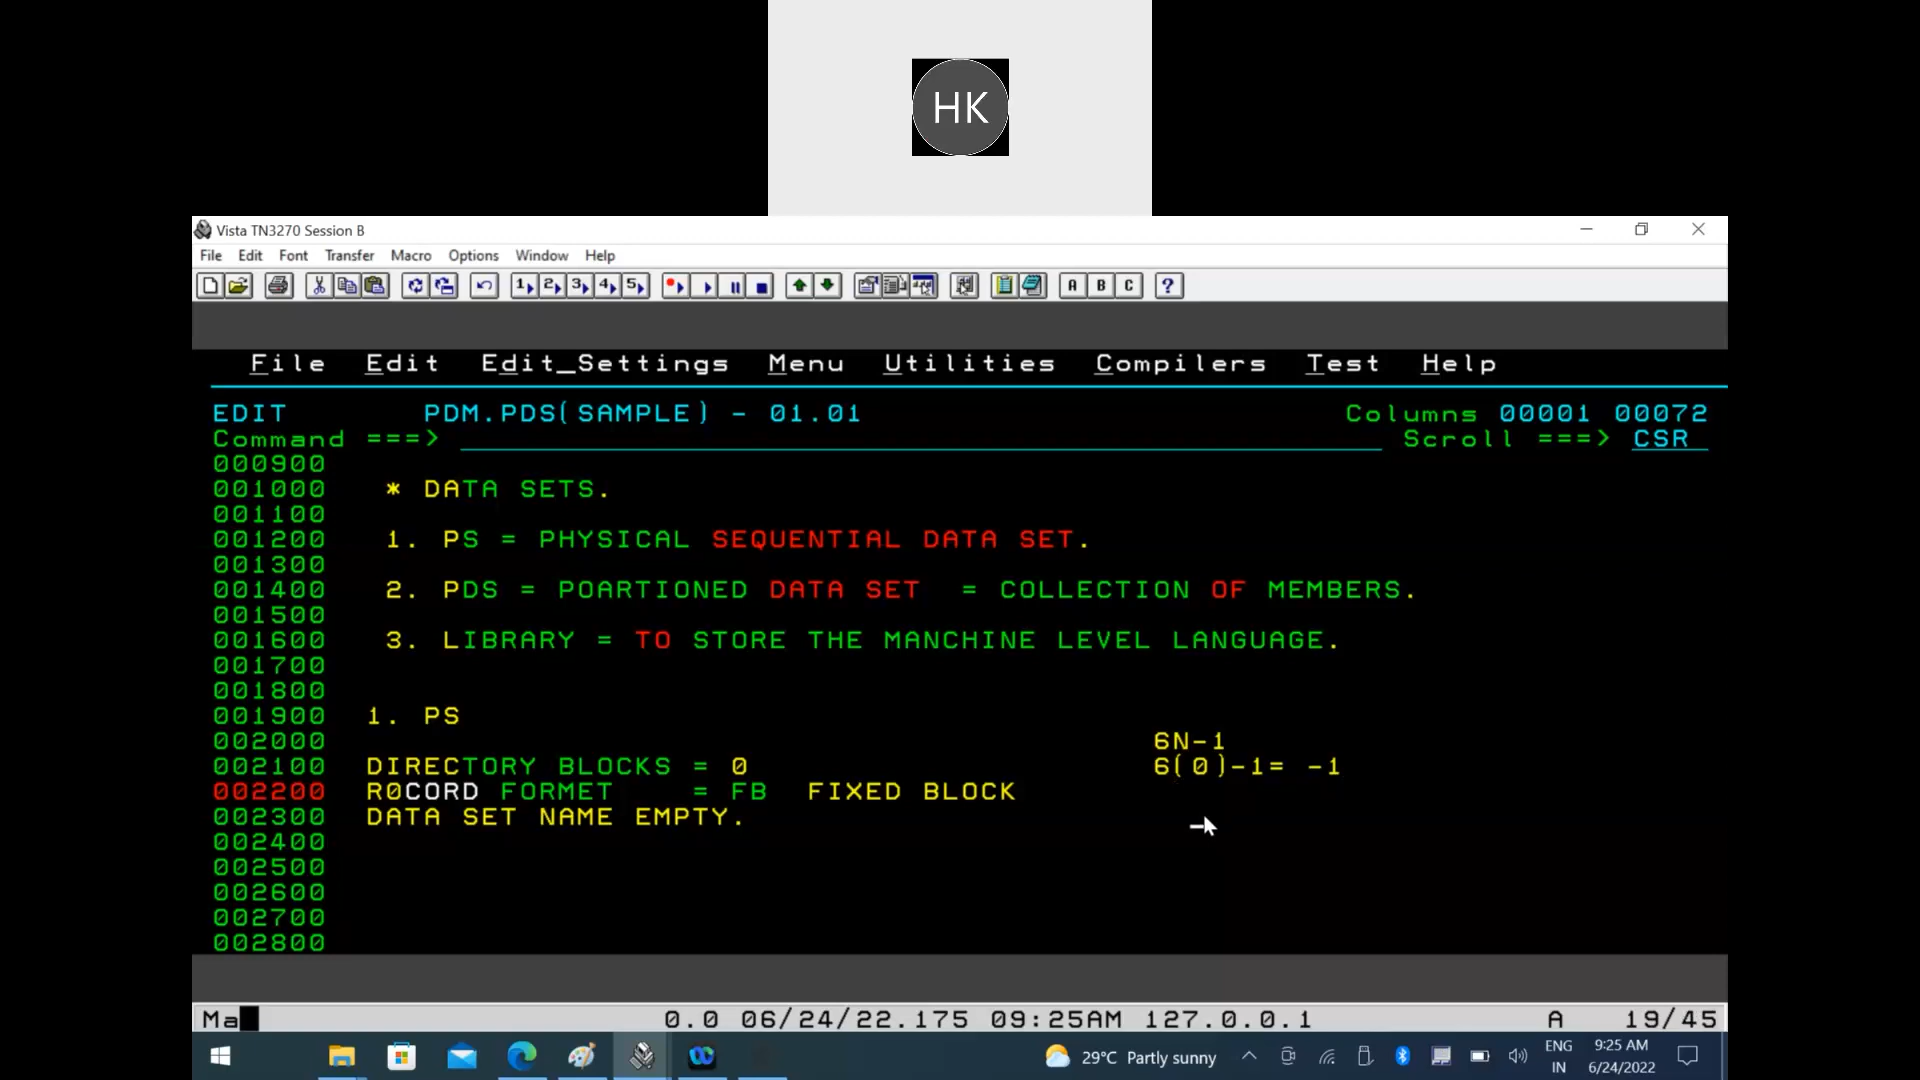 HK
Vista TN3270 Session B
File Edit Font Transfer Macro Options Window Help
1 2 3 4 5 A B C ?
File Edit Edit_Settings Menu Utilities Compilers Test Help
EDIT PDM.PDS(SAMPLE) - 01.01 Columns 00001 00072
Command ===> Scroll ===> CSR
000900
001000 * DATA SETS.
001100
001200 1. PS = PHYSICAL SEQUENTIAL DATA SET.
001300
001400 2. PDS = POARTIONED DATA SET = COLLECTION OF MEMBERS.
001500
001600 3. LIBRARY = TO STORE THE MANCHINE LEVEL LANGUAGE.
001700
001800
001900 1. PS
002000 6N-1
002100 DIRECTORY BLOCKS = 0 6(0)-1= -1
002200 R0CORD FORMET = FB FIXED BLOCK
002300 DATA SET NAME EMPTY.
002400
002500
002600
002700
002800
Ma 0.0 06/24/22.175 09:25AM 127.0.0.1 A 19/45
29°C Partly sunny ENG IN 9:25 AM 6/24/2022